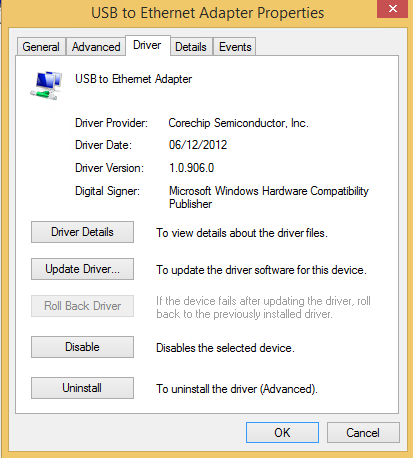 USB to Ethernet Adapter Properties
General Advanced Driver Details Events
USB to Ethernet Adapter
Driver Provider: Corechip Semiconductor, Inc.
Driver Date: 06/12/2012
Driver Version: 1.0.906.0
Digital Signer: Microsoft Windows Hardware Compatibility
Publisher
Driver Details To view details about the driver files.
Update Driver... To update the driver software for this device.
Roll Back Driver If the device fails after updating the driver, roll
back to the previously installed driver.
Disable Disables the selected device.
Uninstall To uninstall the driver (Advanced).
OK Cancel